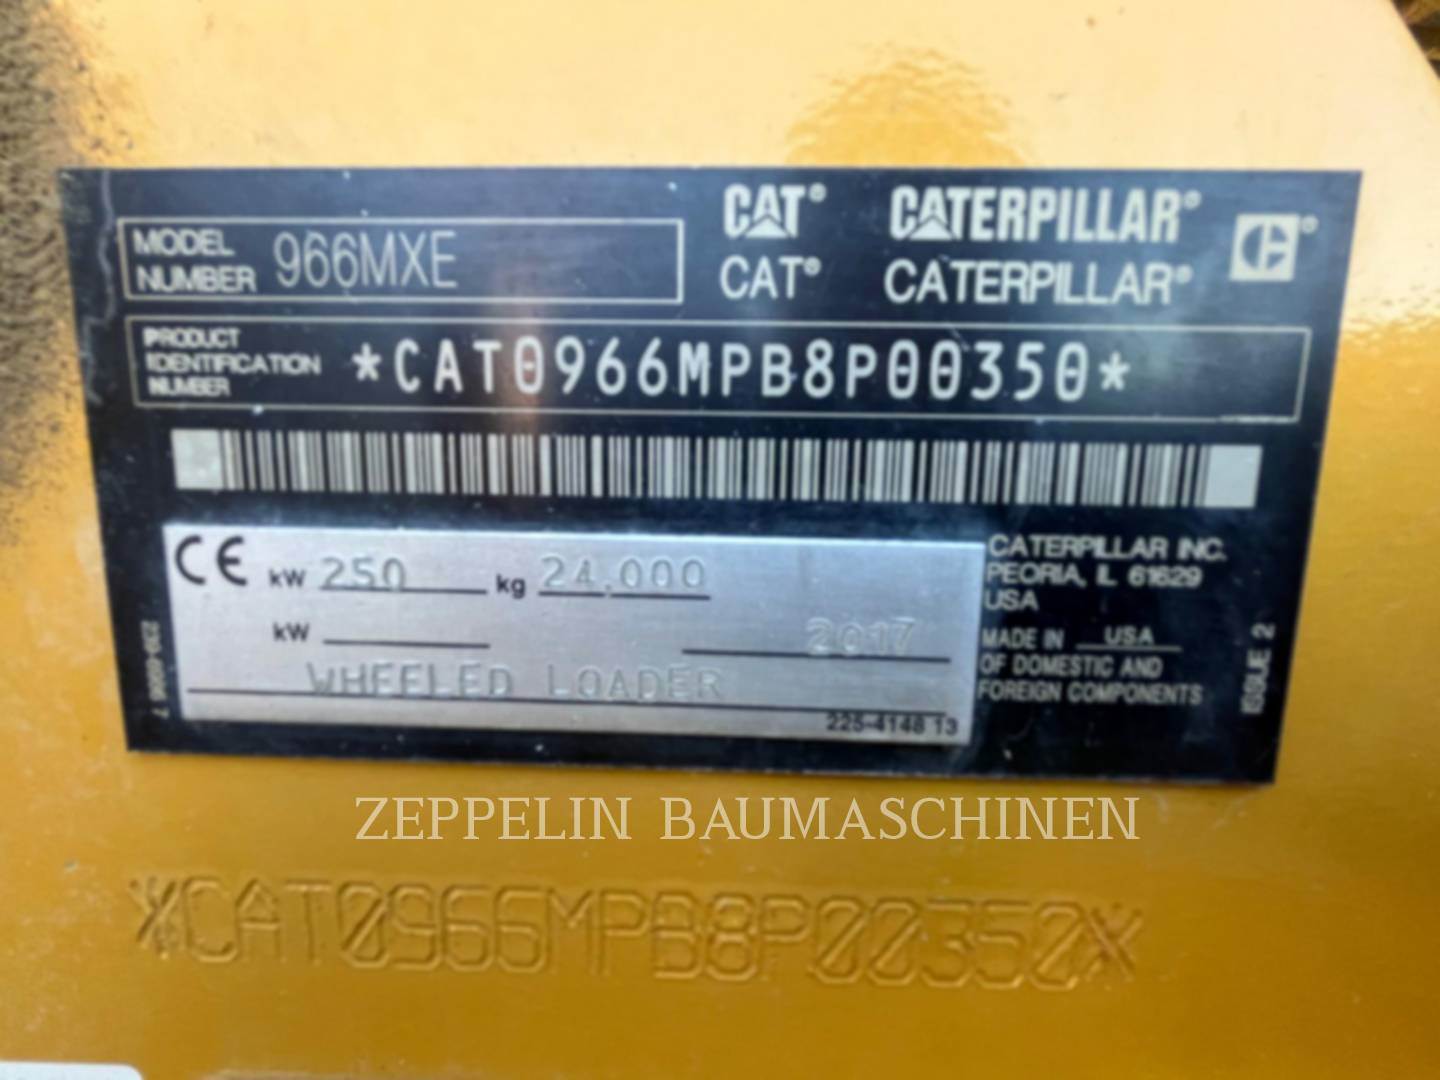 CAT® CATERPILLAR®
MODEL NUMBER 966MXE
CAT® CATERPILLAR®
PRODUCT IDENTIFICATION NUMBER *CAT0966MPB8P00350*
CE kW 250 kg 24.000
kW 2017
WHEELED LOADER
225-4148 13
CATERPILLAR INC.
PEORIA, IL 61629
USA
MADE IN USA
OF DOMESTIC AND
FOREIGN COMPONENTS
ISSUE 2
ZEPPELIN BAUMASCHINEN
*CAT0966MPB8P00350*